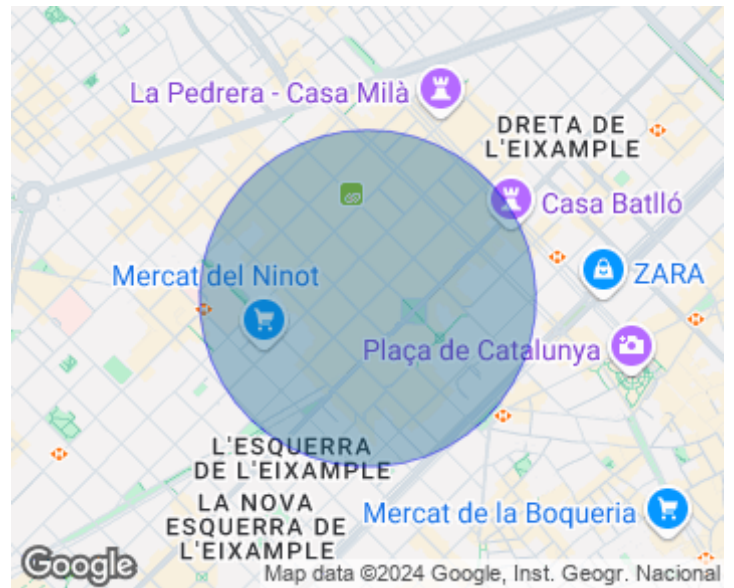 La Pedrera - Casa Milà
DRETA DE
L'EIXAMPLE
Casa Batlló
Mercat del Ninot
ZARA
Plaça de Catalunya
L'ESQUERRA
DE L'EIXAMPLE
LA NOVA
ESQUERRA DE
L'EIXAMPLE
Mercat de la Boqueria
Google
Map data ©2024 Google, Inst. Geogr. Nacional